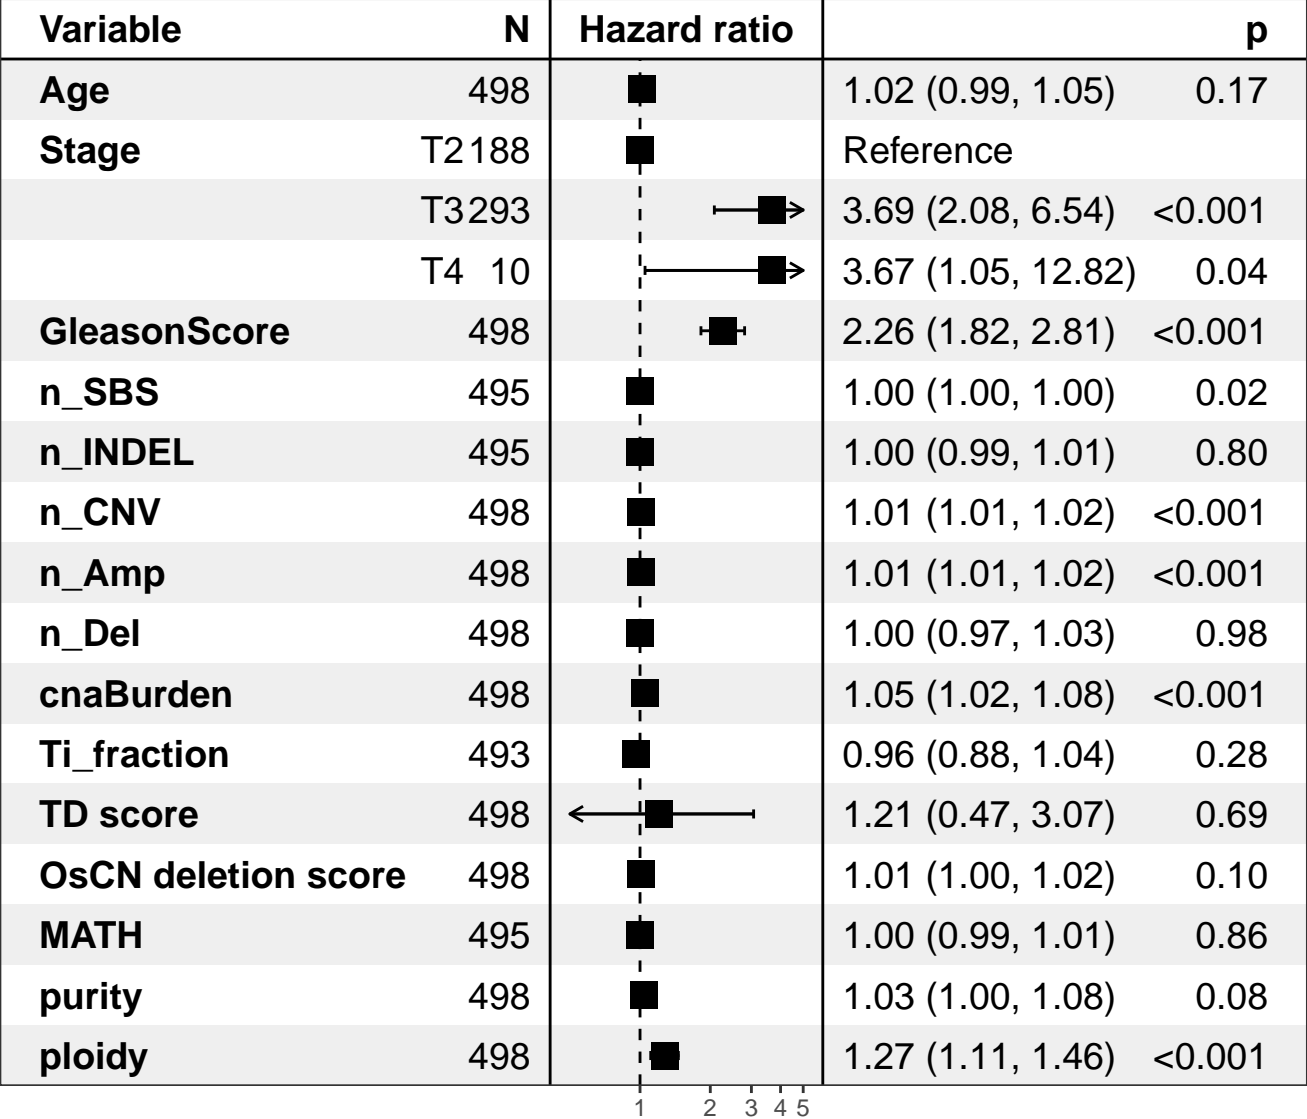 Variable N Hazard ratio p
Age 498 1.02 (0.99, 1.05) 0.17
Stage T2 188 Reference
T3 293 3.69 (2.08, 6.54) <0.001
T4 10 3.67 (1.05, 12.82) 0.04
GleasonScore 498 2.26 (1.82, 2.81) <0.001
n_SBS 495 1.00 (1.00, 1.00) 0.02
n_INDEL 495 1.00 (0.99, 1.01) 0.80
n_CNV 498 1.01 (1.01, 1.02) <0.001
n_Amp 498 1.01 (1.01, 1.02) <0.001
n_Del 498 1.00 (0.97, 1.03) 0.98
cnaBurden 498 1.05 (1.02, 1.08) <0.001
Ti_fraction 493 0.96 (0.88, 1.04) 0.28
TD score 498 1.21 (0.47, 3.07) 0.69
OsCN deletion score 498 1.01 (1.00, 1.02) 0.10
MATH 495 1.00 (0.99, 1.01) 0.86
purity 498 1.03 (1.00, 1.08) 0.08
ploidy 498 1.27 (1.11, 1.46) <0.001
1 2 3 4 5